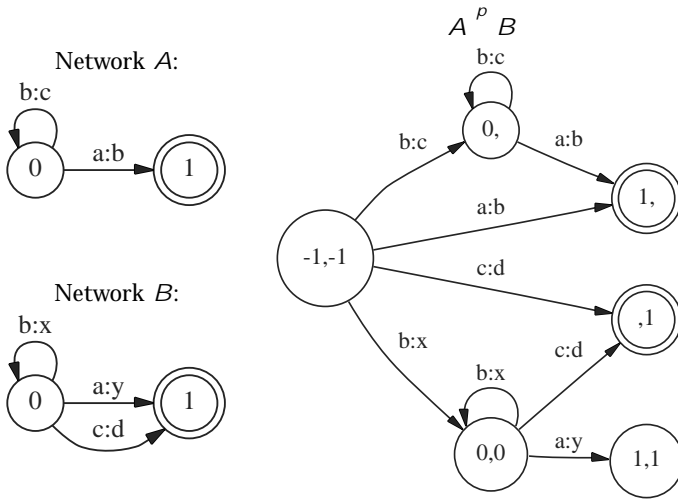 A p B
Network A:
b:c
0
a:b
1
Network B:
b:x
0
a:y
c:d
1
b:c
0,
b:c
a:b
1,
a:b
-1,-1
c:d
,1
b:x
c:d
b:x
0,0
a:y
1,1